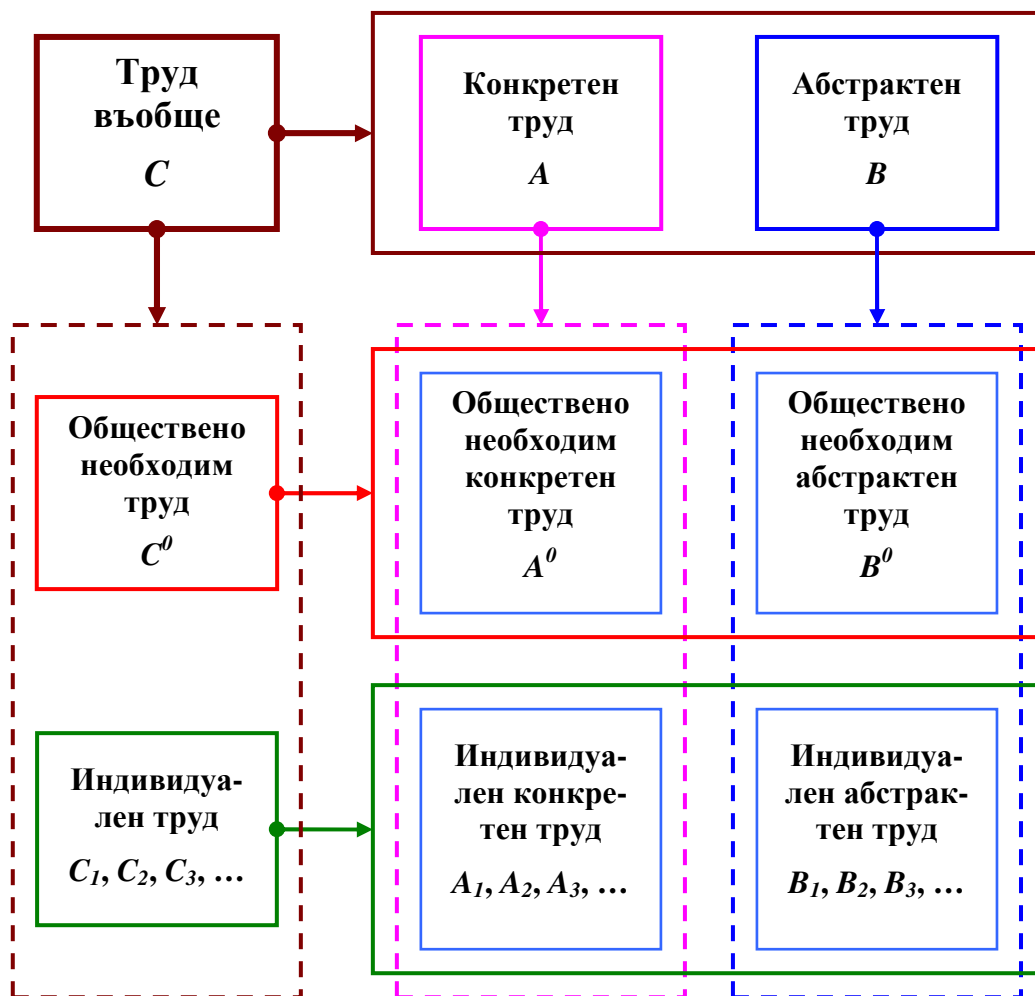 Труд
въобще
C
Конкретен
труд
A
Абстрактен
труд
B
Обществено
необходим
труд
C⁰
Обществено
необходим
конкретен
труд
A⁰
Обществено
необходим
абстрактен
труд
B⁰
Индивидуа-
лен труд
C₁, C₂, C₃, …
Индивидуа-
лен конкре-
тен труд
A₁, A₂, A₃, …
Индивидуа-
лен абстрак-
тен труд
B₁, B₂, B₃, …